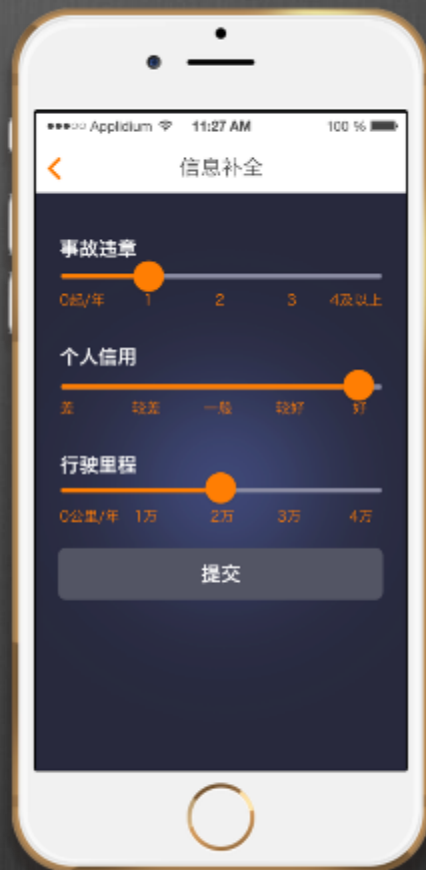 Applidium 11:27 AM 100 %
信息补全
事故违章
0起/年 1 2 3 4及以上
个人信用
差 较差 一般 较好 好
行驶里程
0公里/年 1万 2万 3万 4万
提交